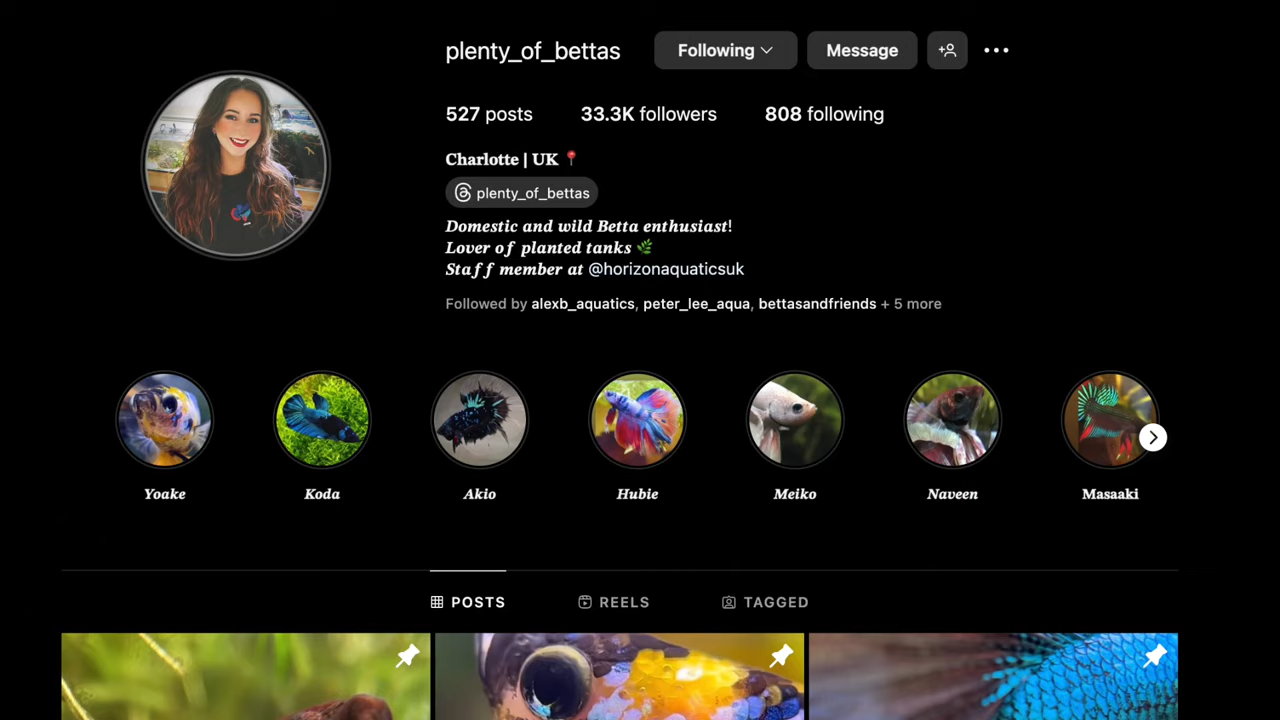 plenty_of_bettas Following Message
527 posts 33.3K followers 808 following
Charlotte | UK 📍
plenty_of_bettas
Domestic and wild Betta enthusiast!
Lover of planted tanks 🌿
Staff member at @horizonaquaticsuk
Followed by alexb_aquatics, peter_lee_aqua, bettasandfriends + 5 more
Yoake Koda Akio Hubie Meiko Naveen Masaaki
POSTS REELS TAGGED